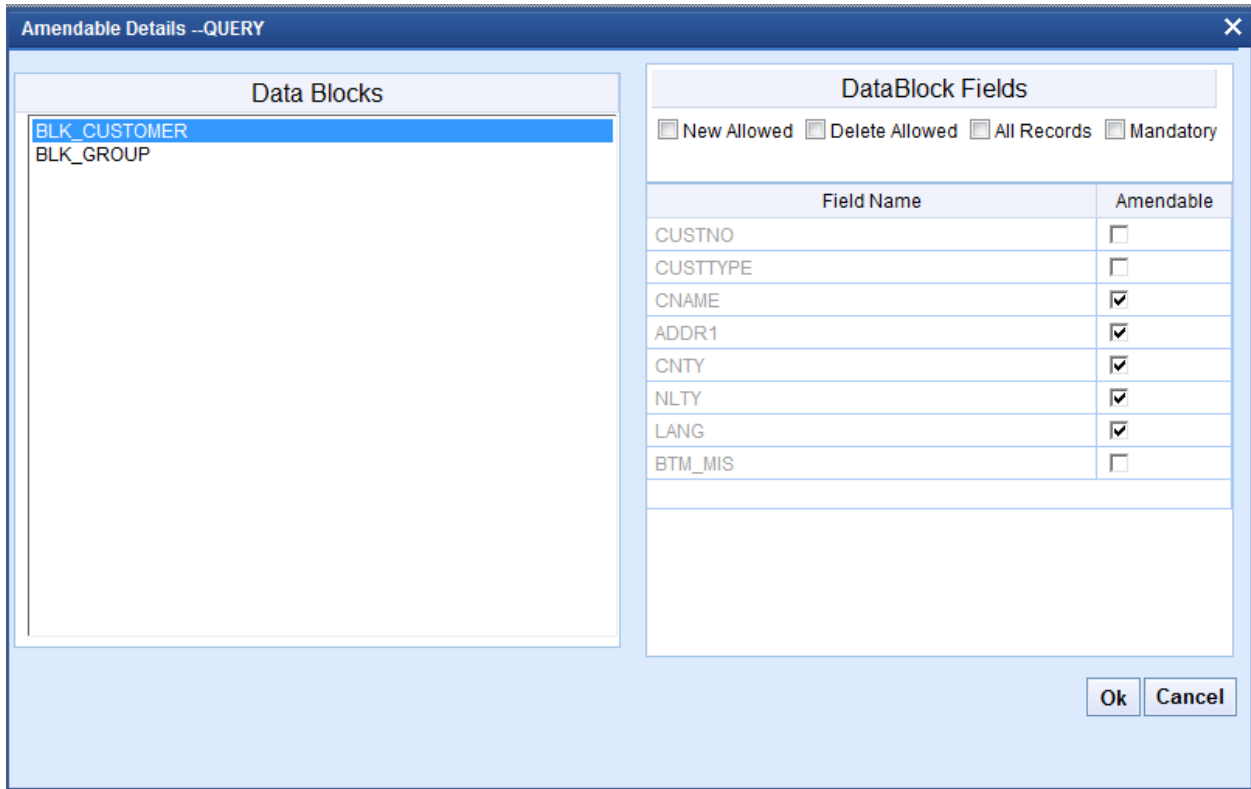 Amendable Details --QUERY
Data Blocks
BLK_CUSTOMER
BLK_GROUP
DataBlock Fields
New Allowed Delete Allowed All Records Mandatory
Field Name Amendable
CUSTNO
CUSTTYPE
CNAME
ADDR1
CNTY
NLTY
LANG
BTM_MIS
Ok Cancel